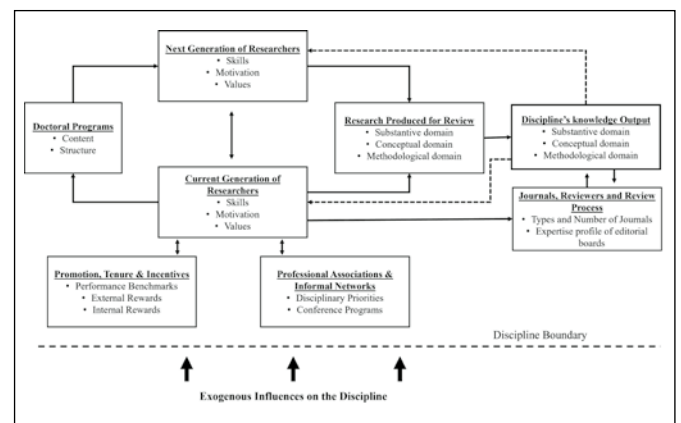 Next Generation of Researchers
• Skills
• Motivation
• Values
Doctoral Programs
• Content
• Structure
Research Produced for Review
• Substantive domain
• Conceptual domain
• Methodological domain
Discipline's knowledge Output
• Substantive domain
• Conceptual domain
• Methodological domain
Current Generation of
Researchers
• Skills
• Motivation
• Values
Journals, Reviewers and Review
Process
• Types and Number of Journals
• Expertise profile of editorial
boards
Promotion, Tenure & Incentives
• Performance Benchmarks
• External Rewards
• Internal Rewards
Professional Associations &
Informal Networks
• Disciplinary Priorities
• Conference Programs
Discipline Boundary
Exogenous Influences on the Discipline